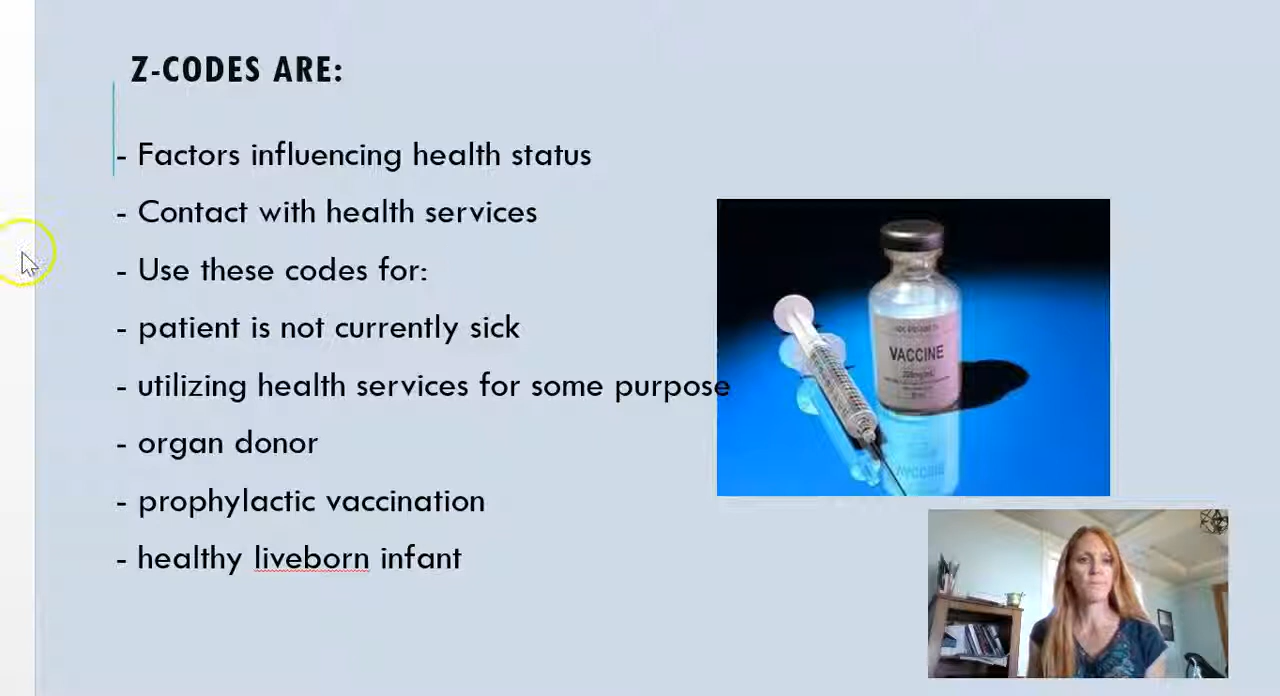 Z-CODES ARE:
- Factors influencing health status
- Contact with health services
- Use these codes for:
- patient is not currently sick
- utilizing health services for some purpose
- organ donor
- prophylactic vaccination
- healthy liveborn infant
VACCINE
VACCINE